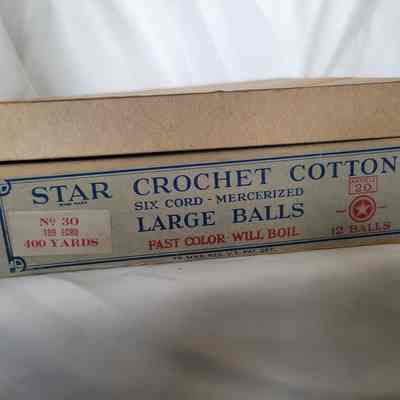 STAR CROCHET COTTON
SIX CORD - MERCERIZED
LARGE BALLS
FAST COLOR - WILL BOIL
No 30
ECRU
400 YARDS
20
12 BALLS